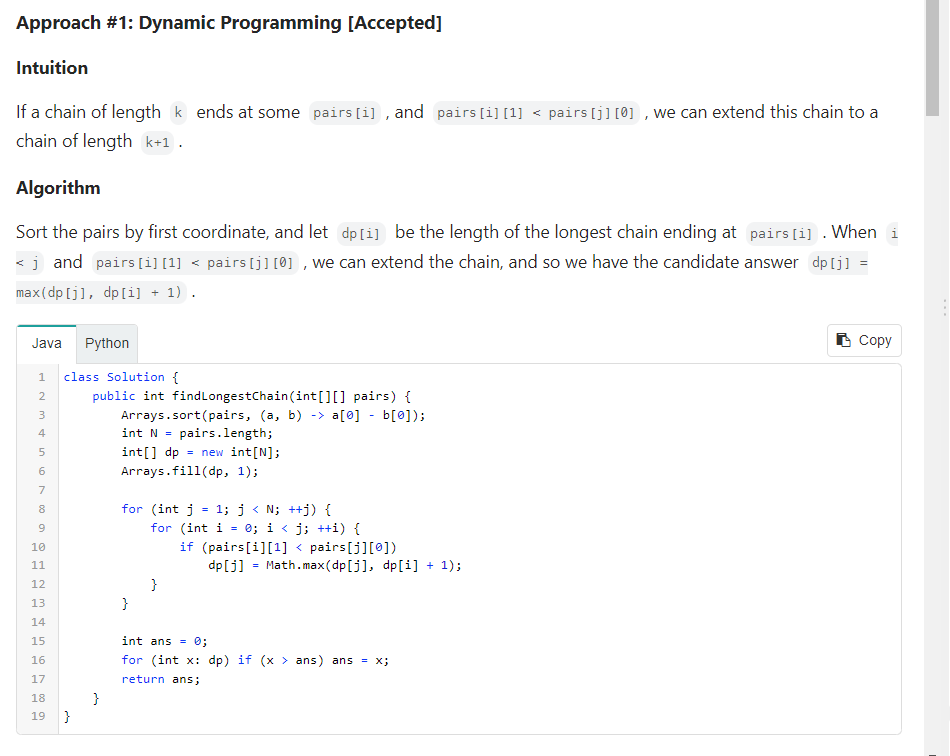 Approach #1: Dynamic Programming [Accepted]
Intuition
If a chain of length k ends at some pairs[i] , and pairs[i][1] < pairs[j][0] , we can extend this chain to a
chain of length k+1 .
Algorithm
Sort the pairs by first coordinate, and let dp[i] be the length of the longest chain ending at pairs[i] . When i
< j and pairs[i][1] < pairs[j][0] , we can extend the chain, and so we have the candidate answer dp[j] =
max(dp[j], dp[i] + 1) .
Java Python Copy
1 class Solution {
2     public int findLongestChain(int[][] pairs) {
3         Arrays.sort(pairs, (a, b) -> a[0] - b[0]);
4         int N = pairs.length;
5         int[] dp = new int[N];
6         Arrays.fill(dp, 1);
7
8         for (int j = 1; j < N; ++j) {
9             for (int i = 0; i < j; ++i) {
10                 if (pairs[i][1] < pairs[j][0])
11                     dp[j] = Math.max(dp[j], dp[i] + 1);
12             }
13         }
14
15         int ans = 0;
16         for (int x: dp) if (x > ans) ans = x;
17         return ans;
18     }
19 }